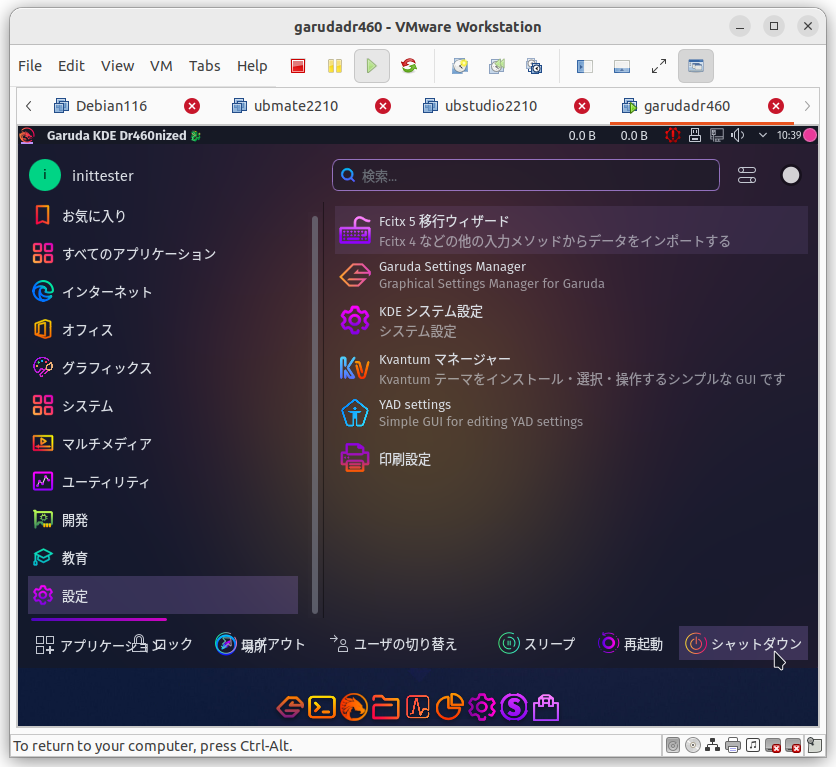 garudadr460 - VMware Workstation
File Edit View VM Tabs Help
Debian116 ubmate2210 ubstudio2210 garudadr460
Garuda KDE Dr460nized 0.0 B 0.0 B 10:39
i inittester 検索...
お気に入り
すべてのアプリケーション
インターネット
オフィス
グラフィックス
システム
マルチメディア
ユーティリティ
開発
教育
設定
Fcitx 5 移行ウィザード
Fcitx 4 などの他の入力メソッドからデータをインポートする
Garuda Settings Manager
Graphical Settings Manager for Garuda
KDE システム設定
システム設定
Kvantum マネージャー
Kvantum テーマをインストール・選択・操作するシンプルな GUI です
YAD settings
Simple GUI for editing YAD settings
印刷設定
アプリケーション ロック 場所 ログアウト ユーザの切り替え スリープ 再起動 シャットダウン
To return to your computer, press Ctrl-Alt.